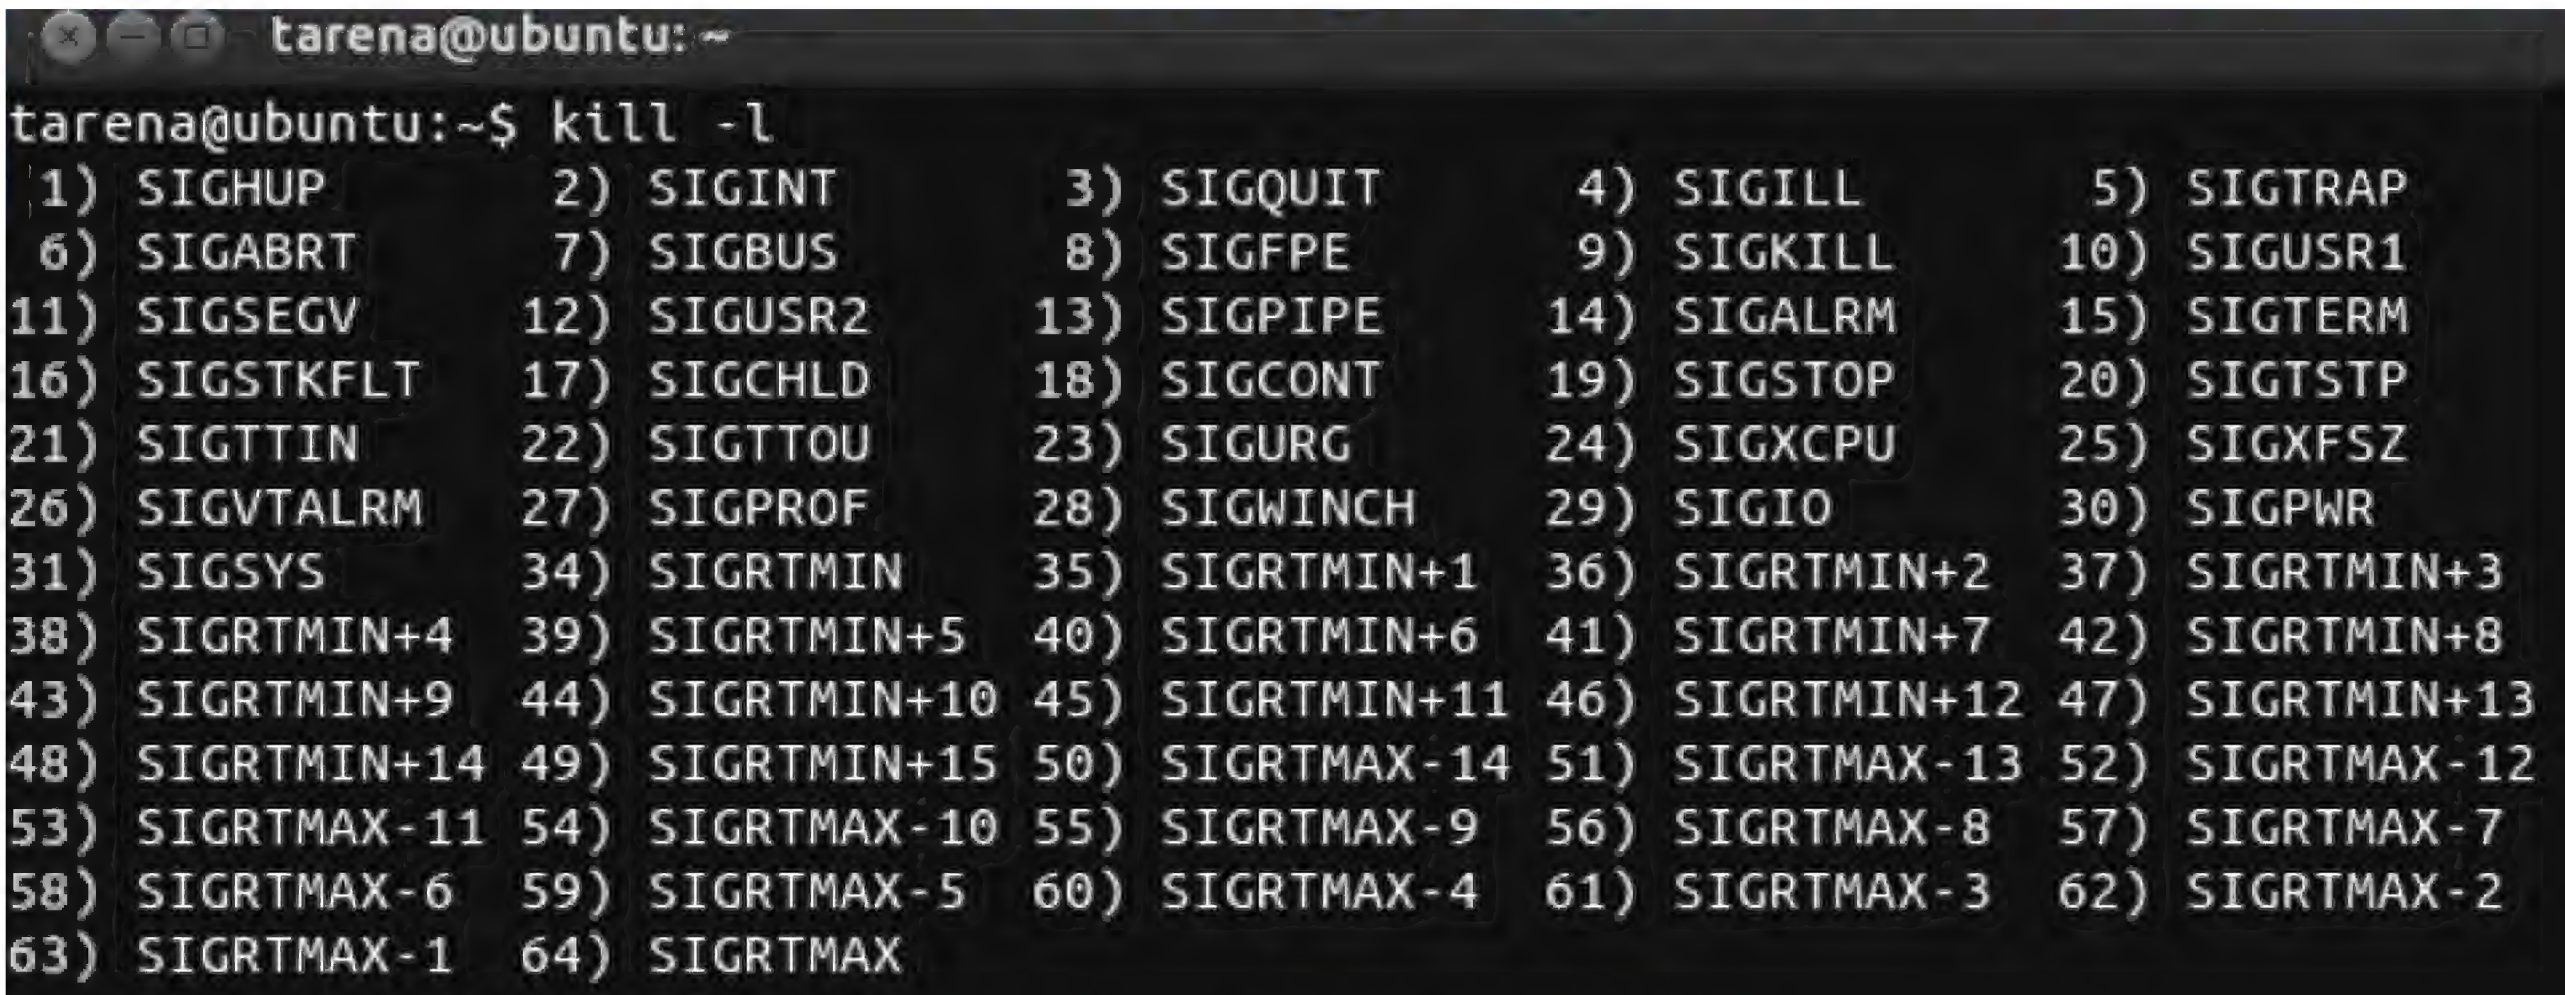 tarena@ubuntu: ~
tarena@ubuntu:~$ kill -l
1) SIGHUP 2) SIGINT 3) SIGQUIT 4) SIGILL 5) SIGTRAP
6) SIGABRT 7) SIGBUS 8) SIGFPE 9) SIGKILL 10) SIGUSR1
11) SIGSEGV 12) SIGUSR2 13) SIGPIPE 14) SIGALRM 15) SIGTERM
16) SIGSTKFLT 17) SIGCHLD 18) SIGCONT 19) SIGSTOP 20) SIGTSTP
21) SIGTTIN 22) SIGTTOU 23) SIGURG 24) SIGXCPU 25) SIGXFSZ
26) SIGVTALRM 27) SIGPROF 28) SIGWINCH 29) SIGIO 30) SIGPWR
31) SIGSYS 34) SIGRTMIN 35) SIGRTMIN+1 36) SIGRTMIN+2 37) SIGRTMIN+3
38) SIGRTMIN+4 39) SIGRTMIN+5 40) SIGRTMIN+6 41) SIGRTMIN+7 42) SIGRTMIN+8
43) SIGRTMIN+9 44) SIGRTMIN+10 45) SIGRTMIN+11 46) SIGRTMIN+12 47) SIGRTMIN+13
48) SIGRTMIN+14 49) SIGRTMIN+15 50) SIGRTMAX-14 51) SIGRTMAX-13 52) SIGRTMAX-12
53) SIGRTMAX-11 54) SIGRTMAX-10 55) SIGRTMAX-9 56) SIGRTMAX-8 57) SIGRTMAX-7
58) SIGRTMAX-6 59) SIGRTMAX-5 60) SIGRTMAX-4 61) SIGRTMAX-3 62) SIGRTMAX-2
63) SIGRTMAX-1 64) SIGRTMAX